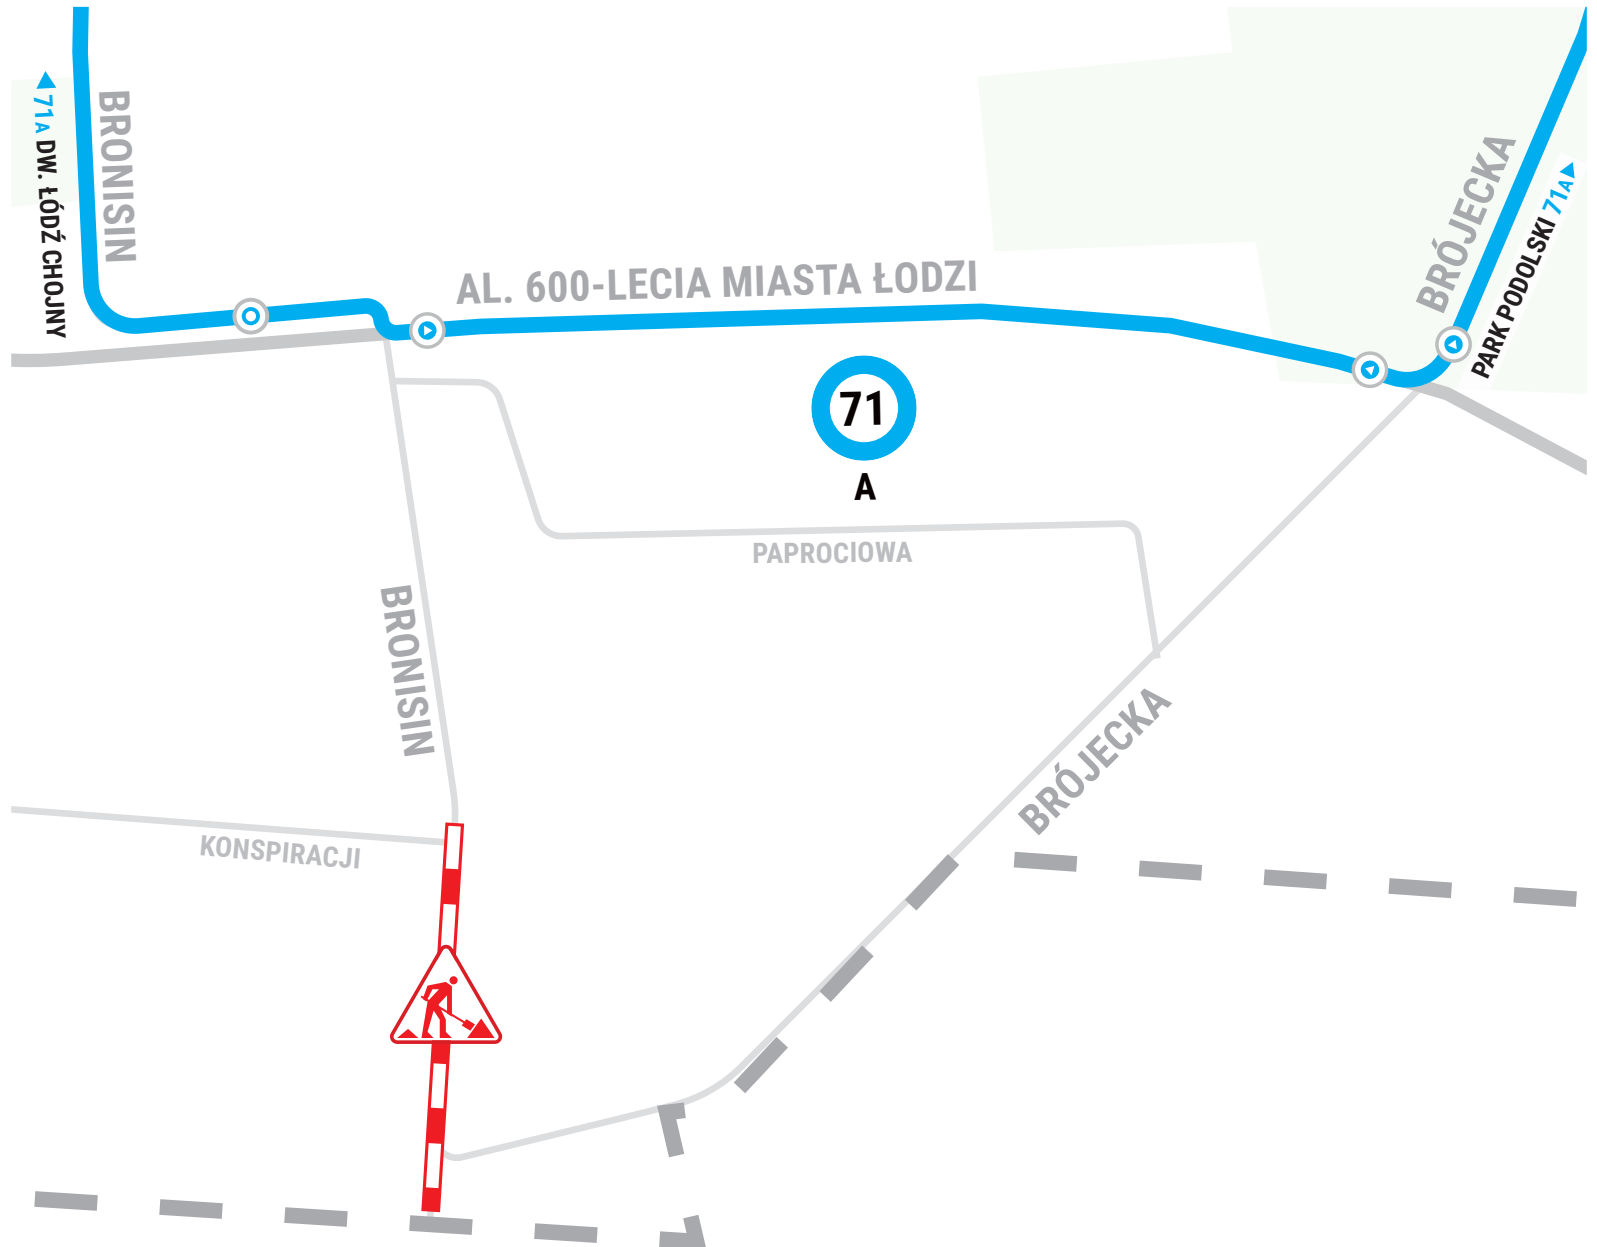 71A DW. ŁÓDŹ CHOJNY
BRONISIN
AL. 600-LECIA MIASTA ŁODZI
BRÓJECKA
PARK PODOLSKI 71A
71
A
PAPROCIOWA
BRONISIN
BRÓJECKA
KONSPIRACJI